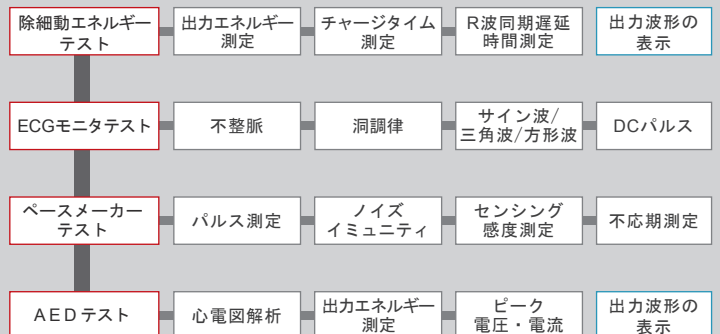 除細動エネルギー
テスト
出力エネルギー
測定
チャージタイム
測定
R波同期遅延
時間測定
出力波形の
表示
ECGモニタテスト
不整脈
洞調律
サイン波/
三角波/方形波
DCパルス
ペースメーカー
テスト
パルス測定
ノイズ
イミュニティ
センシング
感度測定
不応期測定
AEDテスト
心電図解析
出力エネルギー
測定
ピーク
電圧・電流
出力波形の
表示